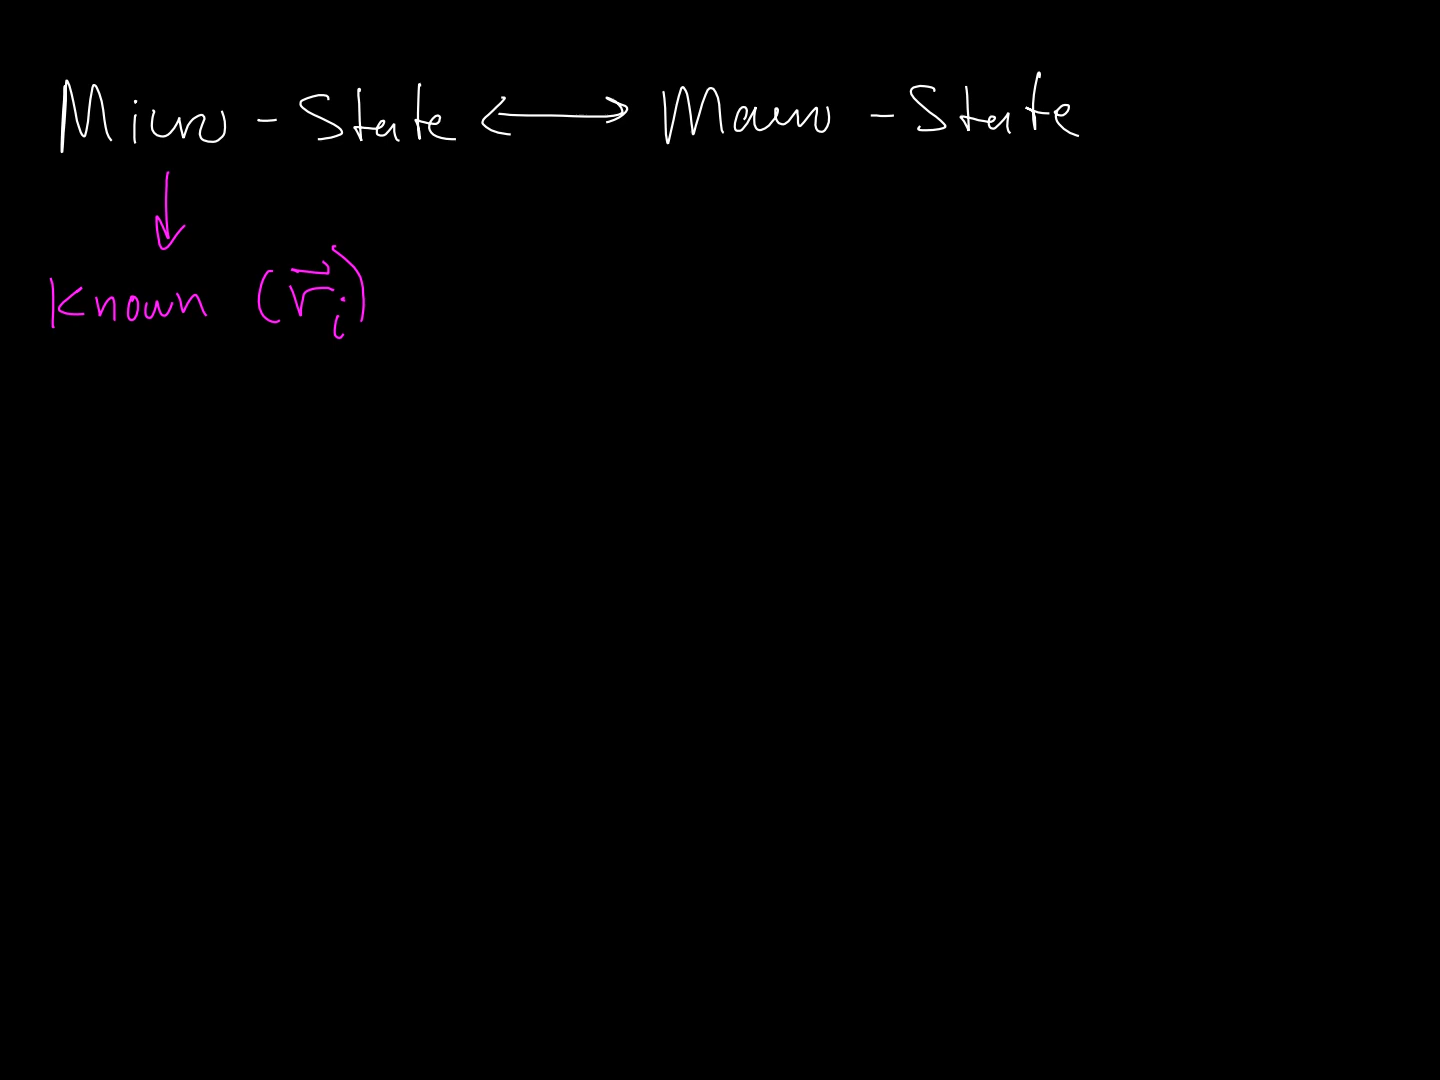 Micro - State ⟷ Macro - State
↓
known (r⃗ᵢ)